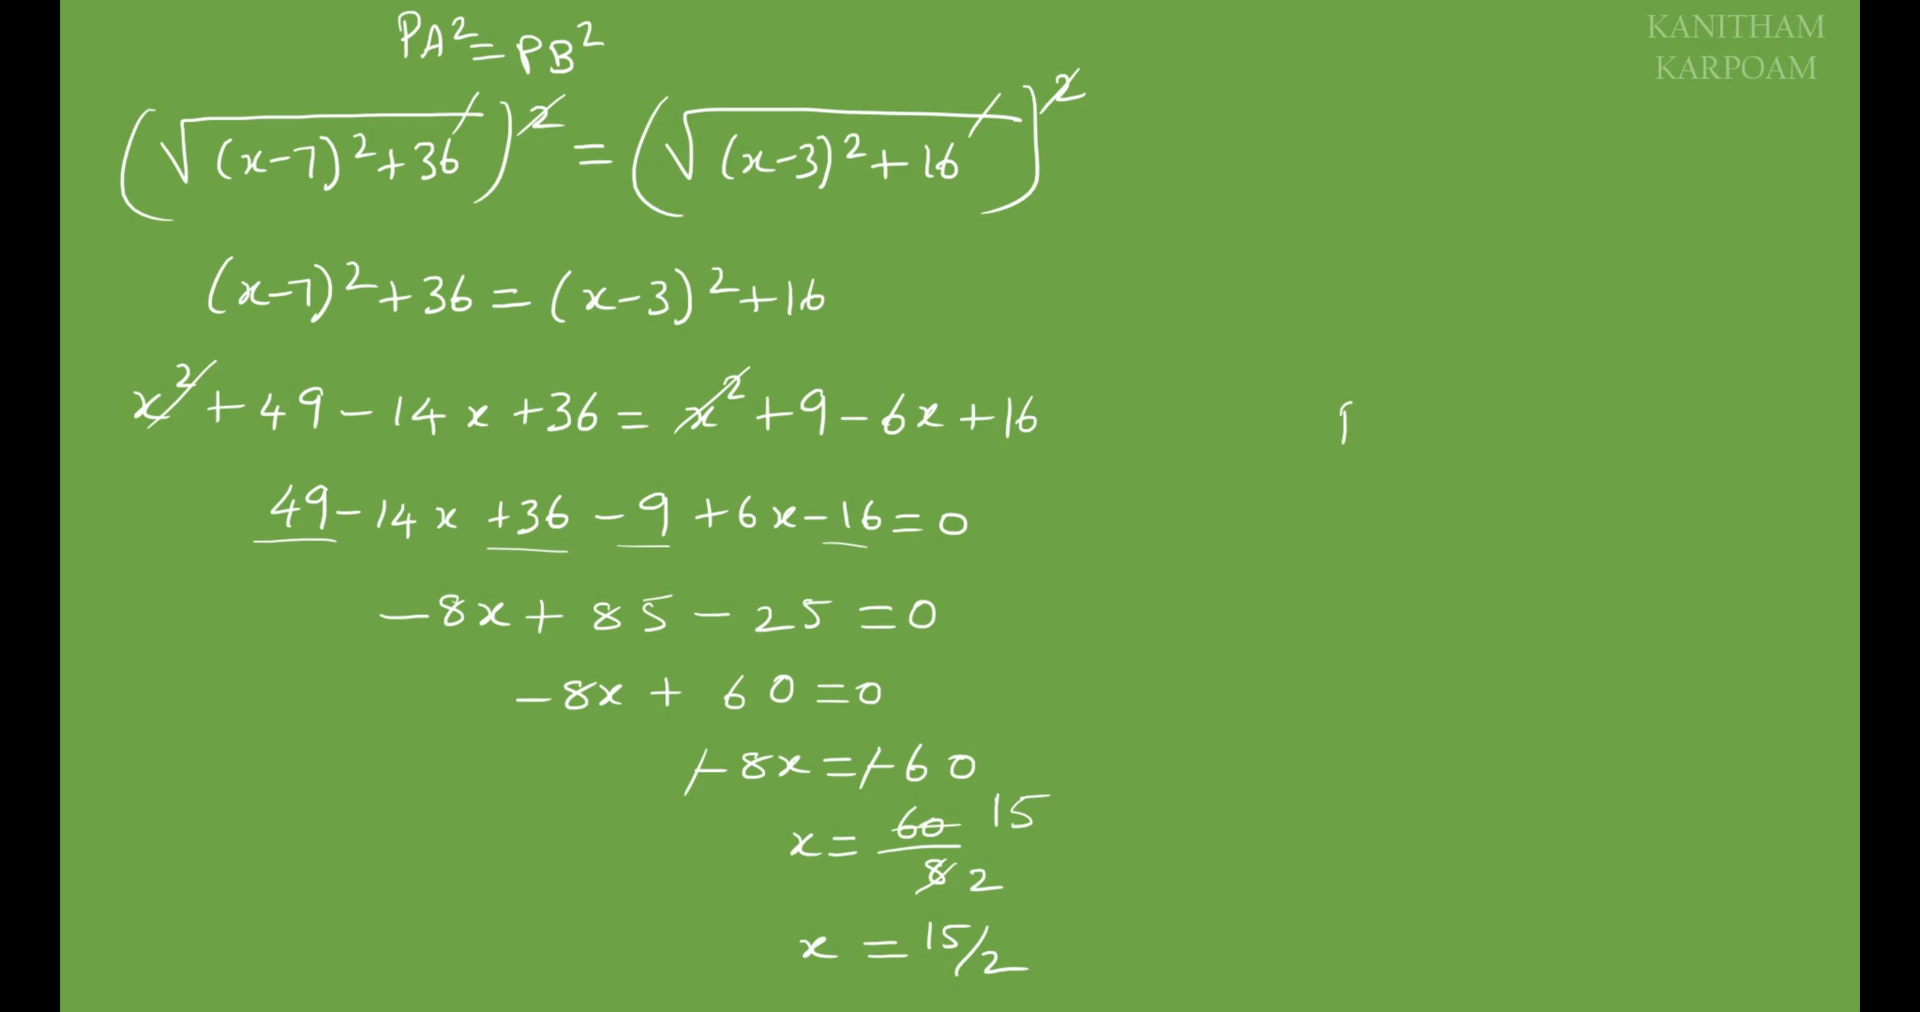 KANITHAM
KARPOAM
PA² = PB²
(√(x-7)²+36)² = (√(x-3)²+16)²
(x-7)²+36 = (x-3)²+16
x²+49-14x+36 = x²+9-6x+16
49-14x+36-9+6x-16=0
-8x+85-25=0
-8x+60=0
-8x=-60
x= 60/8 15 2
x = 15/2